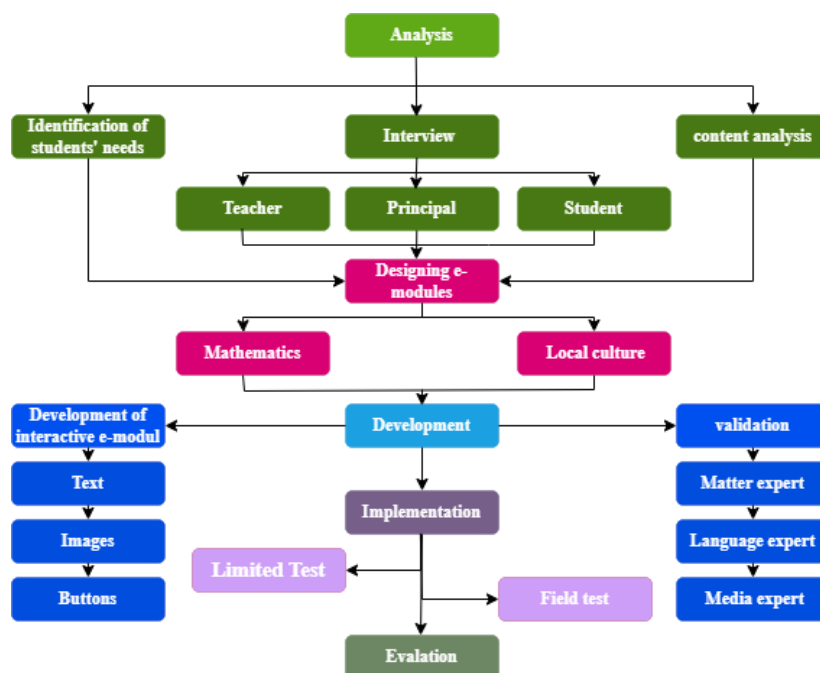 Analysis
Identification of
students' needs
Interview
content analysis
Teacher
Principal
Student
Designing e-
modules
Mathematics
Local culture
Development of
interactive e-modul
Development
validation
Text
Matter expert
Implementation
Images
Language expert
Limited Test
Buttons
Field test
Media expert
Evalation